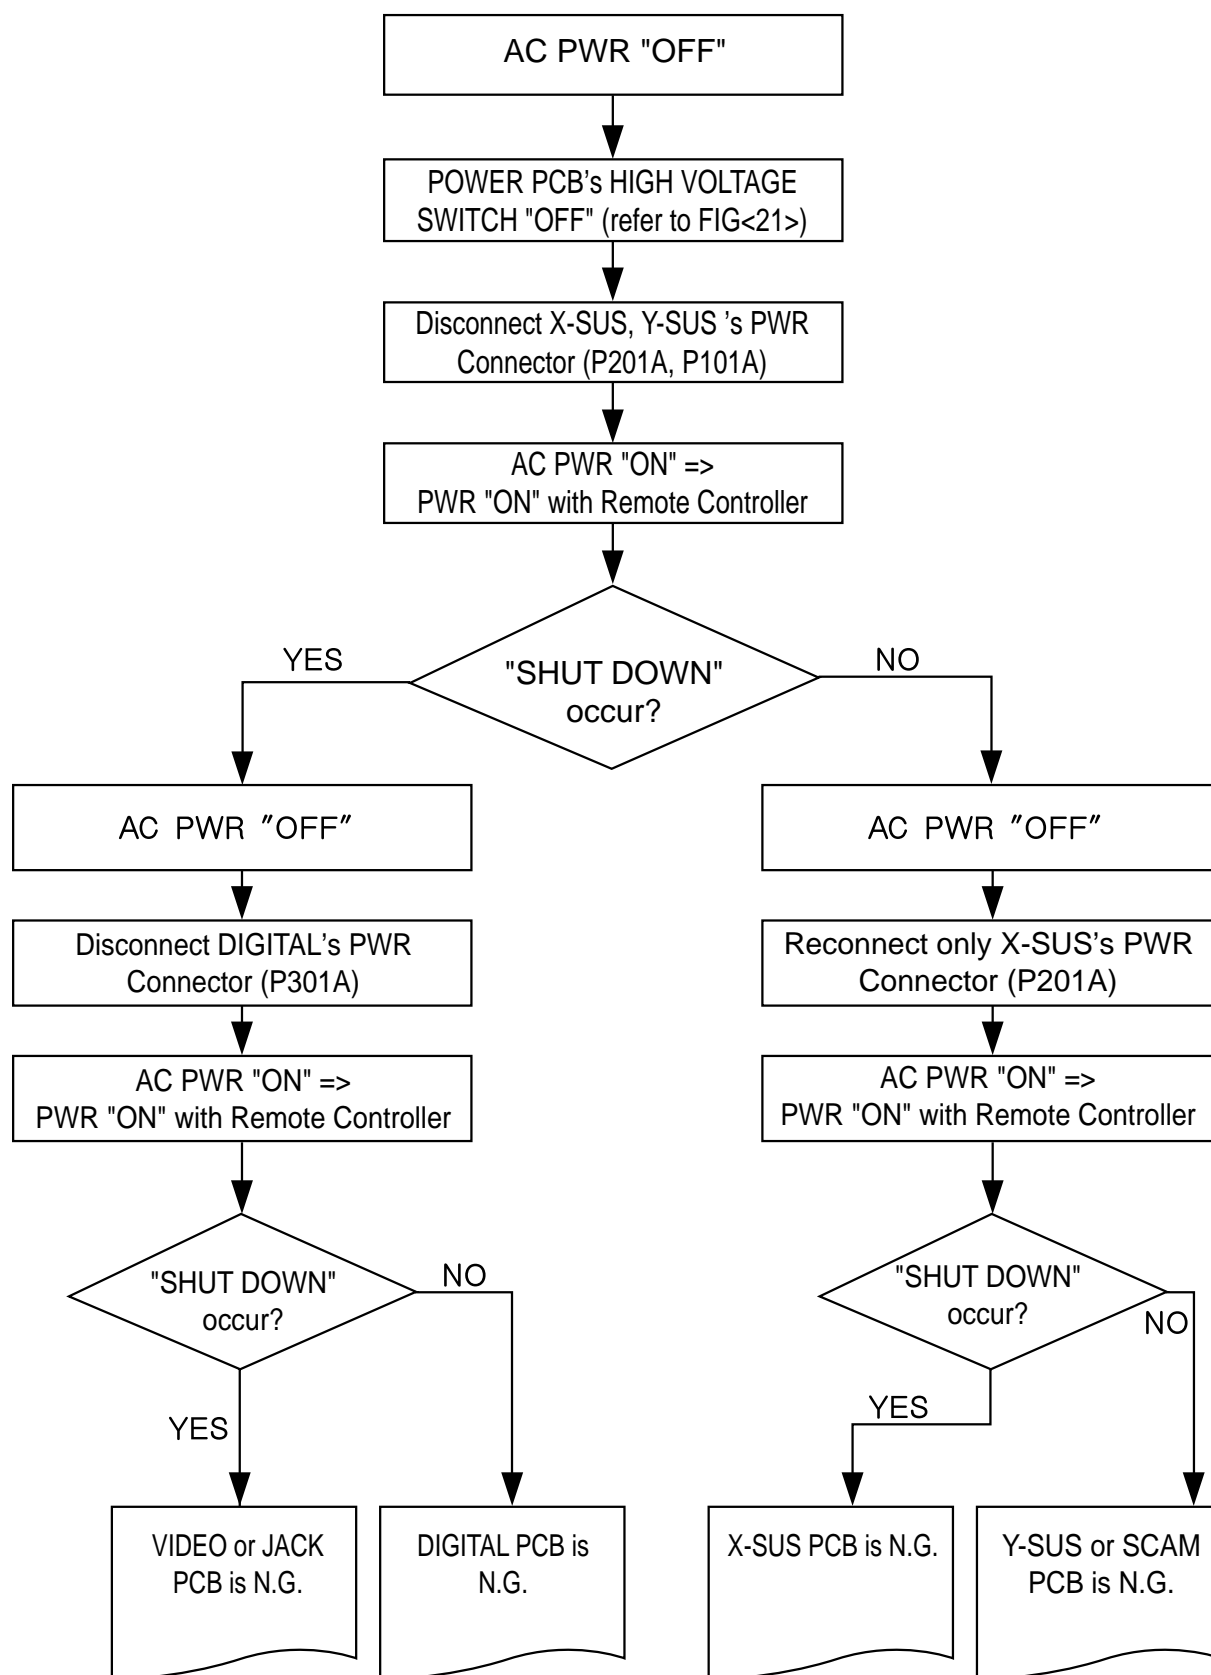 AC PWR "OFF"
POWER PCB's HIGH VOLTAGE
SWITCH "OFF" (refer to FIG<21>)
Disconnect X-SUS, Y-SUS 's PWR
Connector (P201A, P101A)
AC PWR "ON" =>
PWR "ON" with Remote Controller
"SHUT DOWN"
occur?
YES
NO
AC PWR "OFF"
Disconnect DIGITAL's PWR
Connector (P301A)
AC PWR "ON" =>
PWR "ON" with Remote Controller
"SHUT DOWN"
occur?
NO
YES
VIDEO or JACK
PCB is N.G.
DIGITAL PCB is
N.G.
AC PWR "OFF"
Reconnect only X-SUS's PWR
Connector (P201A)
AC PWR "ON" =>
PWR "ON" with Remote Controller
"SHUT DOWN"
occur?
NO
YES
X-SUS PCB is N.G.
Y-SUS or SCAM
PCB is N.G.